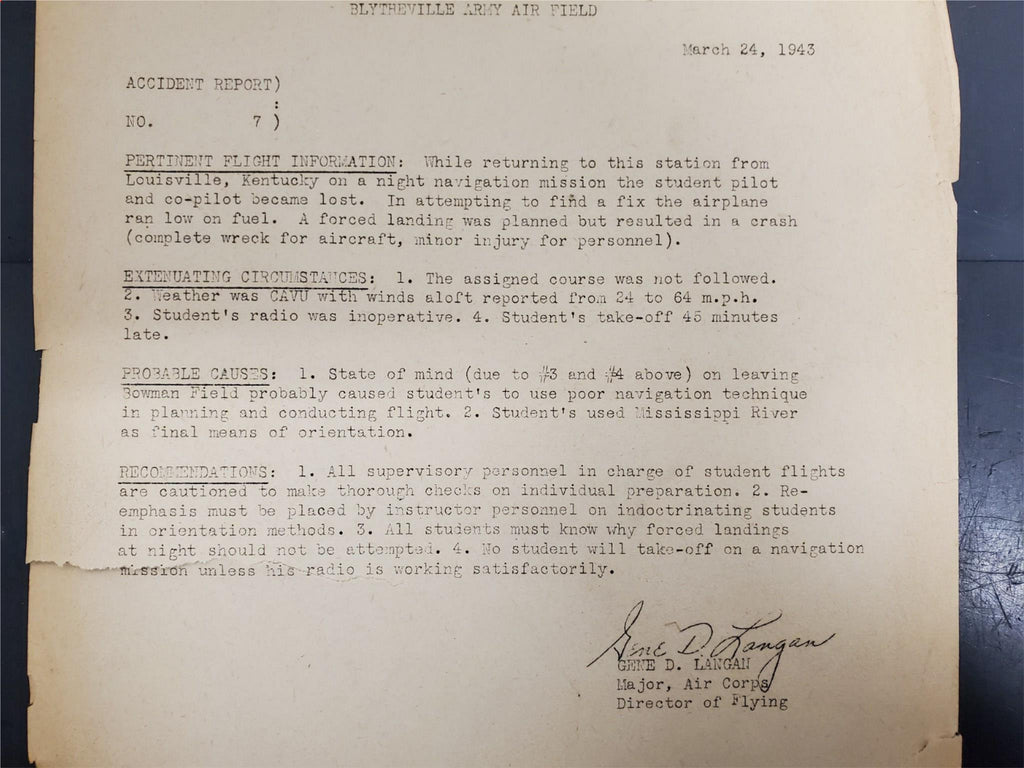 BLYTHEVILLE ARMY AIR FIELD
March 24, 1943
ACCIDENT REPORT)
:
NO. 7 )
PERTINENT FLIGHT INFORMATION: While returning to this station from
Louisville, Kentucky on a night navigation mission the student pilot
and co-pilot became lost. In attempting to find a fix the airplane
ran low on fuel. A forced landing was planned but resulted in a crash
(complete wreck for aircraft, minor injury for personnel).
EXTENUATING CIRCUMSTANCES: 1. The assigned course was not followed.
2. Weather was CAVU with winds aloft reported from 24 to 64 m.p.h.
3. Student's radio was inoperative. 4. Student's take-off 45 minutes
late.
PROBABLE CAUSES: 1. State of mind (due to #3 and #4 above) on leaving
Bowman Field probably caused student's to use poor navigation technique
in planning and conducting flight. 2. Student's used Mississippi River
as final means of orientation.
RECOMMENDATIONS: 1. All supervisory personnel in charge of student flights
are cautioned to make thorough checks on individual preparation. 2. Re-
emphasis must be placed by instructor personnel on indoctrinating students
in orientation methods. 3. All students must know why forced landings
at night should not be attempted. 4. No student will take-off on a navigation
mission unless his radio is working satisfactorily.
Gene D. Langan
GENE D. LANGAN
Major, Air Corps
Director of Flying